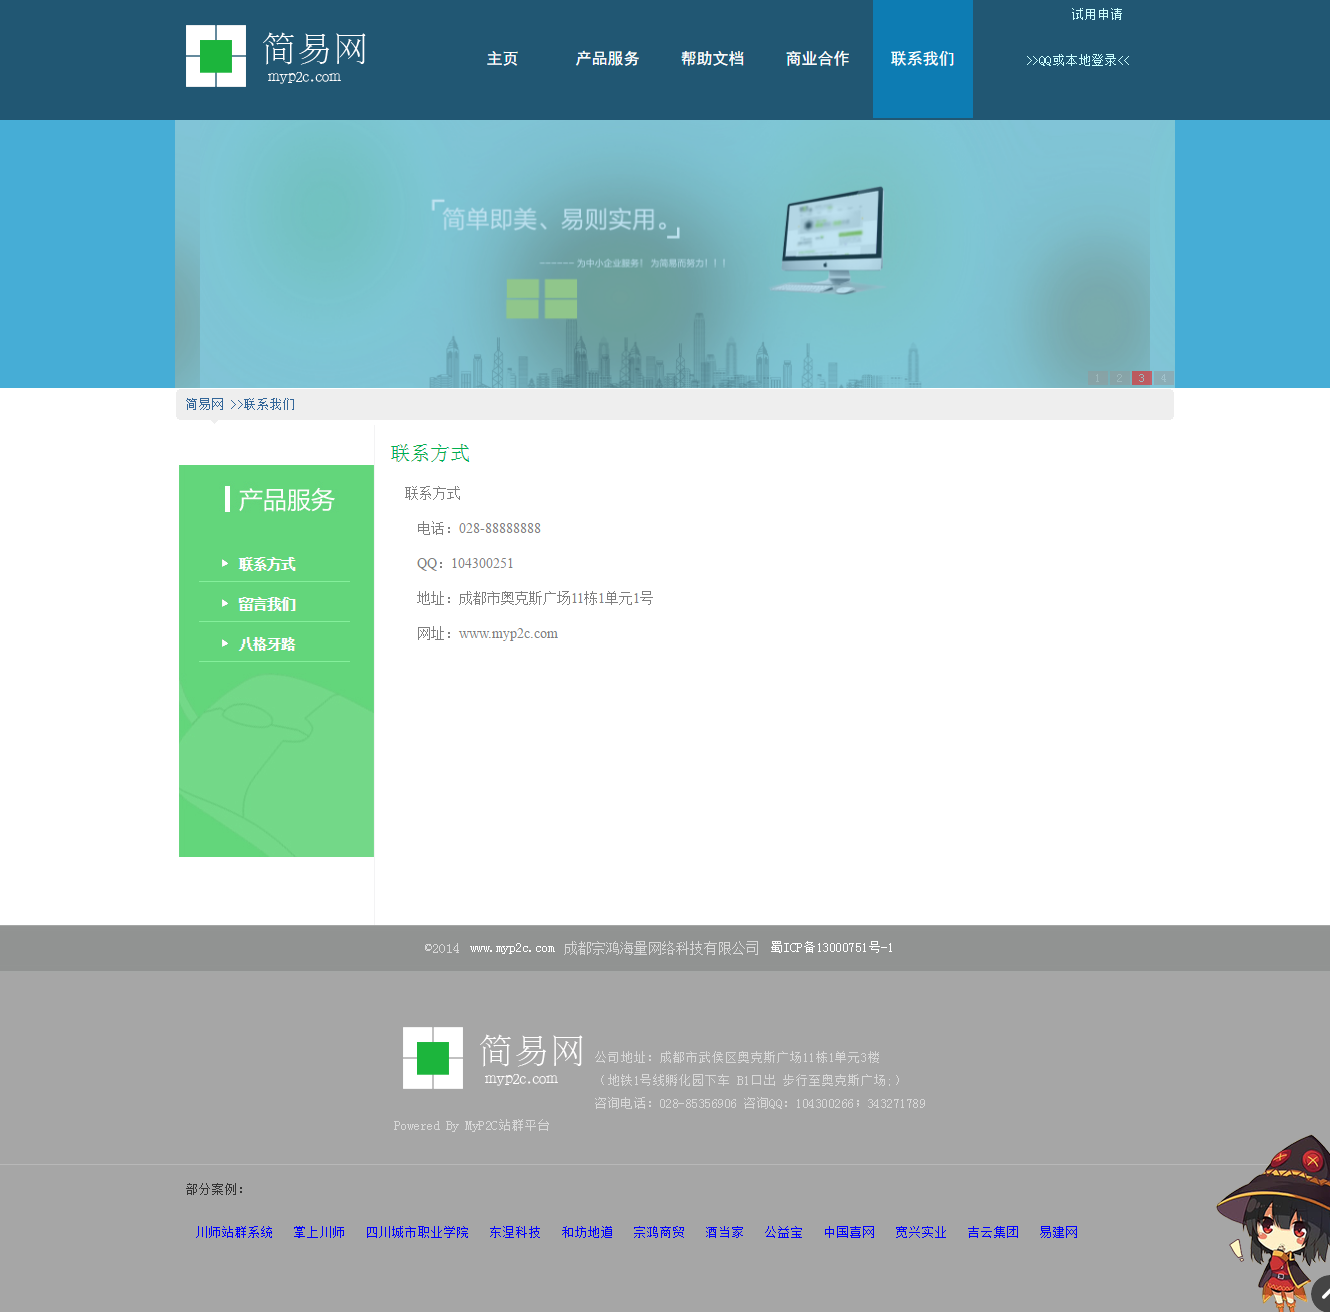 试用申请
简易网
myp2c.com
主页 产品服务 帮助文档 商业合作 联系我们
>>QQ或本地登录<<
「简单即美、易则实用。」
------ 为中小企业服务！ 为简易而努力！！！
1 2 3 4
简易网 >>联系我们
产品服务
联系方式
留言我们
八格牙路
联系方式
联系方式
电话：028-88888888
QQ：104300251
地址：成都市奥克斯广场11栋1单元1号
网址：www.myp2c.com
©2014 www.myp2c.com 成都宗鸿海量网络科技有限公司 蜀ICP备13000751号-1
简易网
myp2c.com
公司地址：成都市武侯区奥克斯广场11栋1单元3楼
（地铁1号线孵化园下车 B1口出 步行至奥克斯广场:）
咨询电话：028-85356906 咨询QQ：104300266；343271789
Powered By MyP2C站群平台
部分案例：
川师站群系统 掌上川师 四川城市职业学院 东涅科技 和坊地道 宗鸿商贸 酒当家 公益宝 中国喜网 宽兴实业 吉云集团 易建网